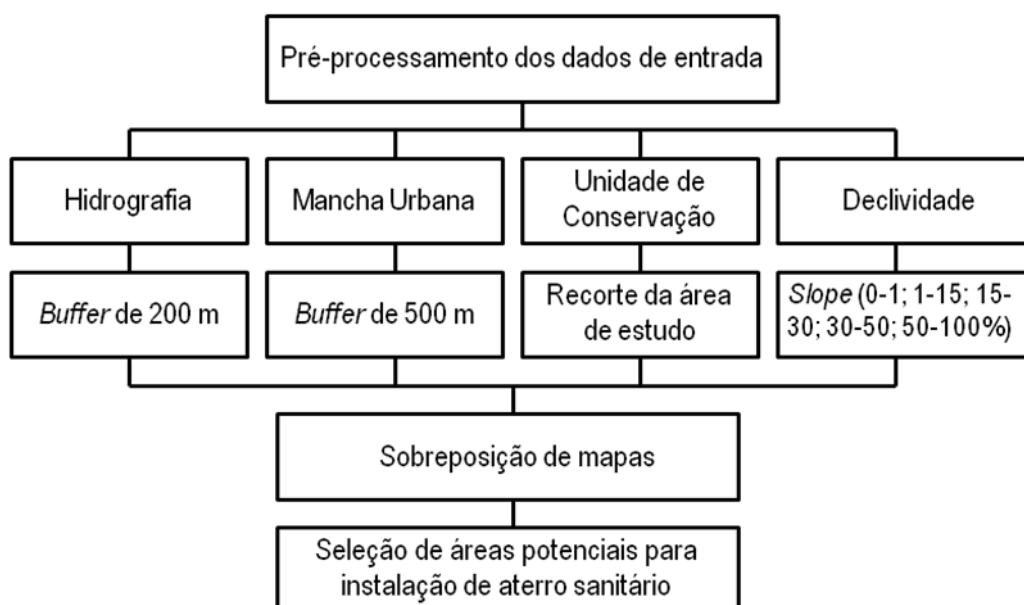 Pré-processamento dos dados de entrada
Hidrografia
Mancha Urbana
Unidade de
Conservação
Declividade
Buffer de 200 m
Buffer de 500 m
Recorte da área
de estudo
Slope (0-1; 1-15; 15-
30; 30-50; 50-100%)
Sobreposição de mapas
Seleção de áreas potenciais para
instalação de aterro sanitário